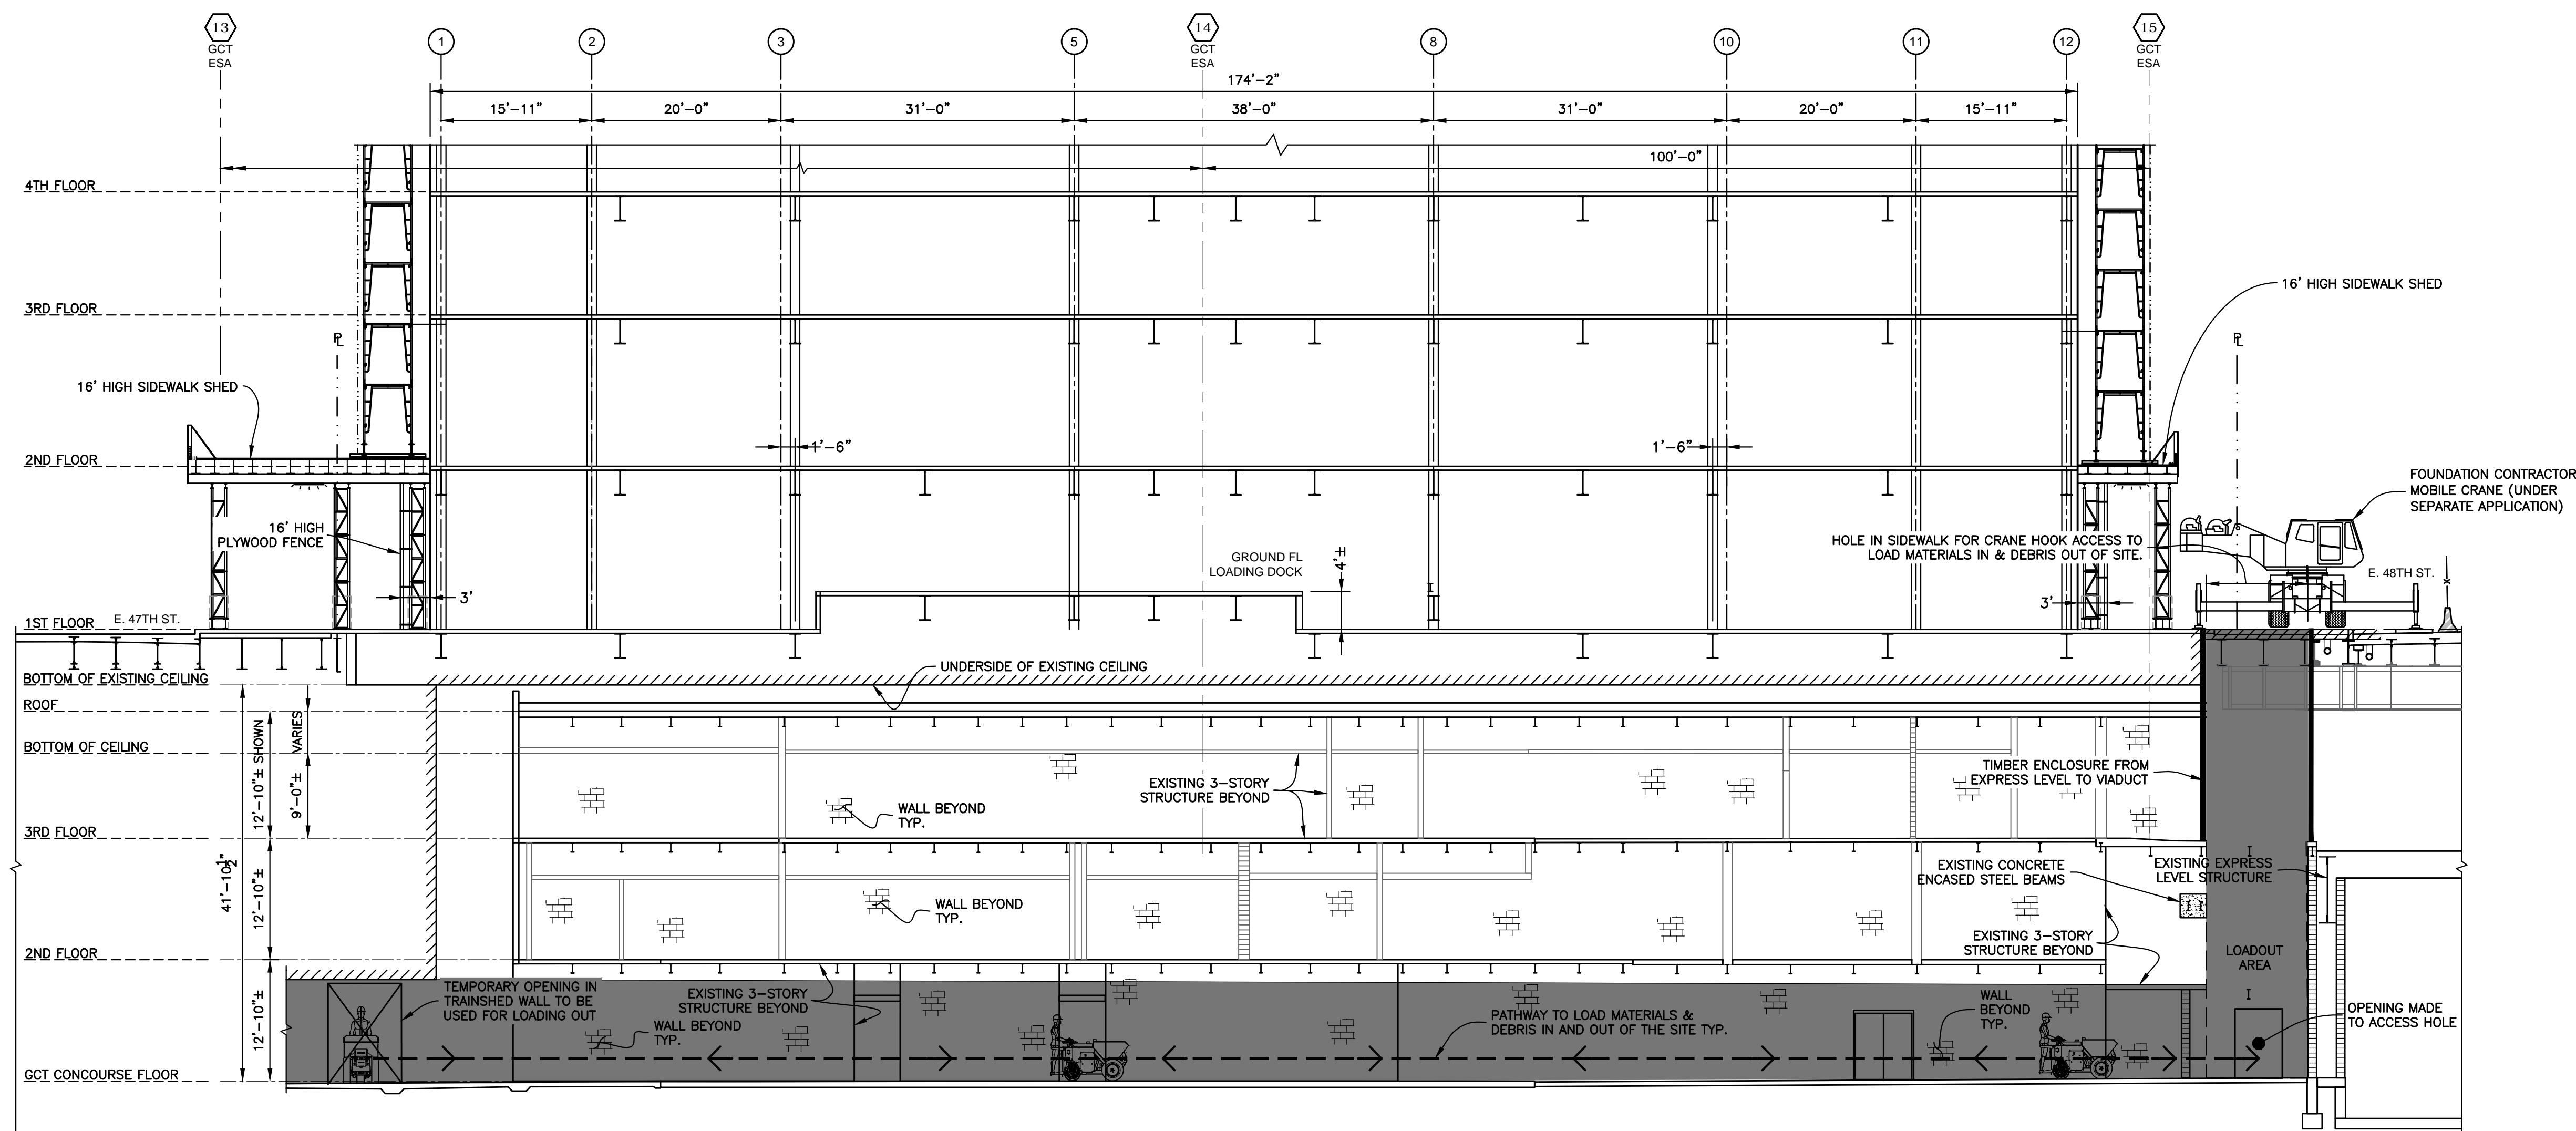 13
GCT
ESA
1
2
3
5
14
GCT
ESA
8
10
11
12
15
GCT
ESA
174'-2"
15'-11"
20'-0"
31'-0"
38'-0"
31'-0"
20'-0"
15'-11"
100'-0"
4TH FLOOR
3RD FLOOR
16' HIGH SIDEWALK SHED
PL
PL
16' HIGH SIDEWALK SHED
2ND FLOOR
1'-6"
1'-6"
FOUNDATION CONTRACTOR
MOBILE CRANE (UNDER
SEPARATE APPLICATION)
16' HIGH
PLYWOOD FENCE
GROUND FL
LOADING DOCK
4'±
HOLE IN SIDEWALK FOR CRANE HOOK ACCESS TO
LOAD MATERIALS IN & DEBRIS OUT OF SITE.
E. 48TH ST.
3'
3'
1ST FLOOR
E. 47TH ST.
UNDERSIDE OF EXISTING CEILING
BOTTOM OF EXISTING CEILING
ROOF
BOTTOM OF CEILING
12'-10"± SHOWN
VARIES
9'-0"±
EXISTING 3-STORY
STRUCTURE BEYOND
TIMBER ENCLOSURE FROM
EXPRESS LEVEL TO VIADUCT
WALL BEYOND
TYP.
3RD FLOOR
41'-10 1/2"
12'-10"±
EXISTING CONCRETE
ENCASED STEEL BEAMS
EXISTING EXPRESS
LEVEL STRUCTURE
WALL BEYOND
TYP.
EXISTING 3-STORY
STRUCTURE BEYOND
LOADOUT
AREA
2ND FLOOR
12'-10"±
TEMPORARY OPENING IN
TRAINSHED WALL TO BE
USED FOR LOADING OUT
EXISTING 3-STORY
STRUCTURE BEYOND
WALL BEYOND
TYP.
PATHWAY TO LOAD MATERIALS &
DEBRIS IN AND OUT OF THE SITE TYP.
WALL
BEYOND
TYP.
OPENING MADE
TO ACCESS HOLE
GCT CONCOURSE FLOOR